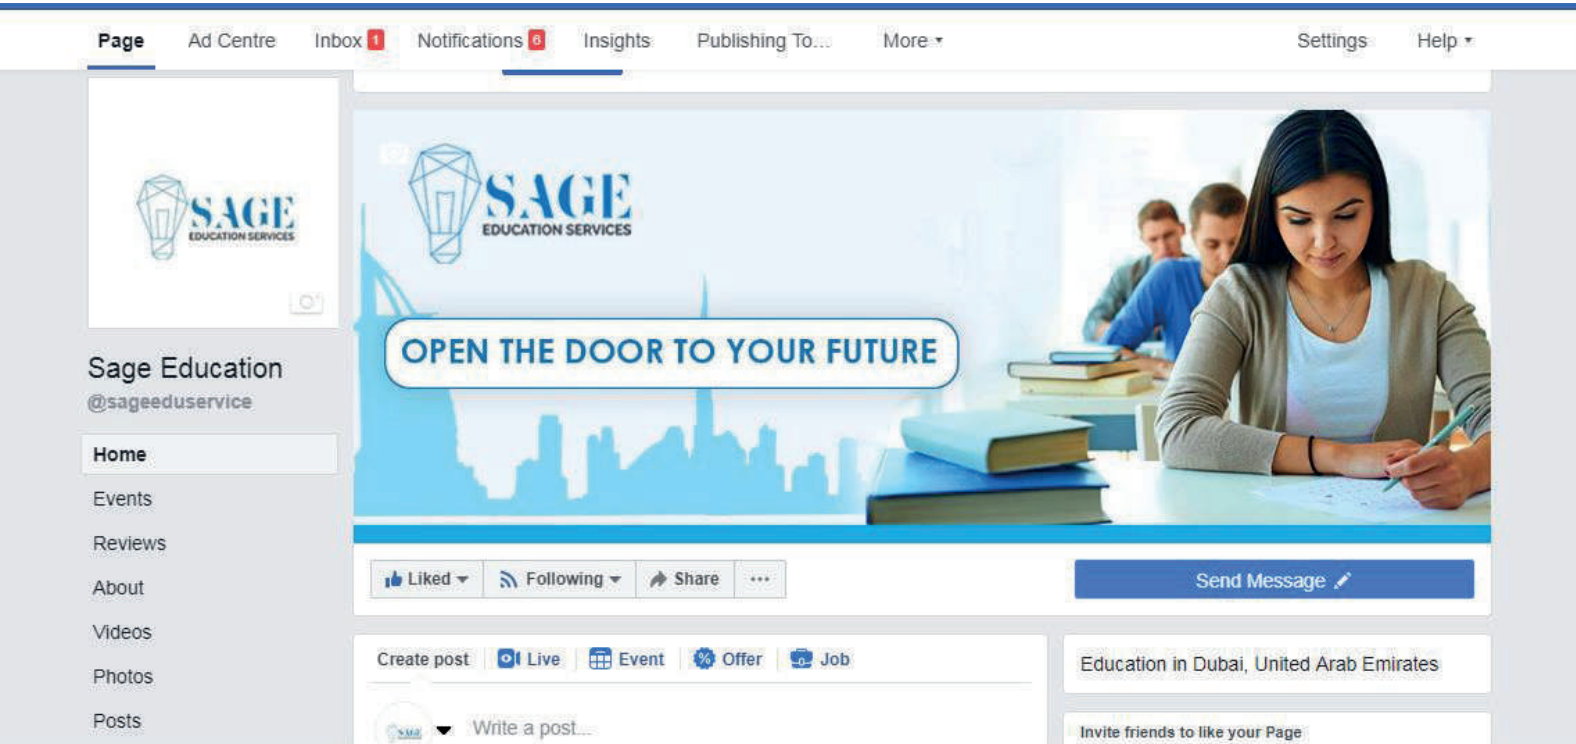 Page Ad Centre Inbox 1 Notifications 6 Insights Publishing To... More Settings Help
SAGE
EDUCATION SERVICES
SAGE
EDUCATION SERVICES
OPEN THE DOOR TO YOUR FUTURE
Sage Education
@sageeduservice
Home
Events
Reviews
About
Videos
Photos
Posts
Liked Following Share ...
Send Message
Create post Live Event % Offer Job
SAGE Write a post...
Education in Dubai, United Arab Emirates
Invite friends to like your Page